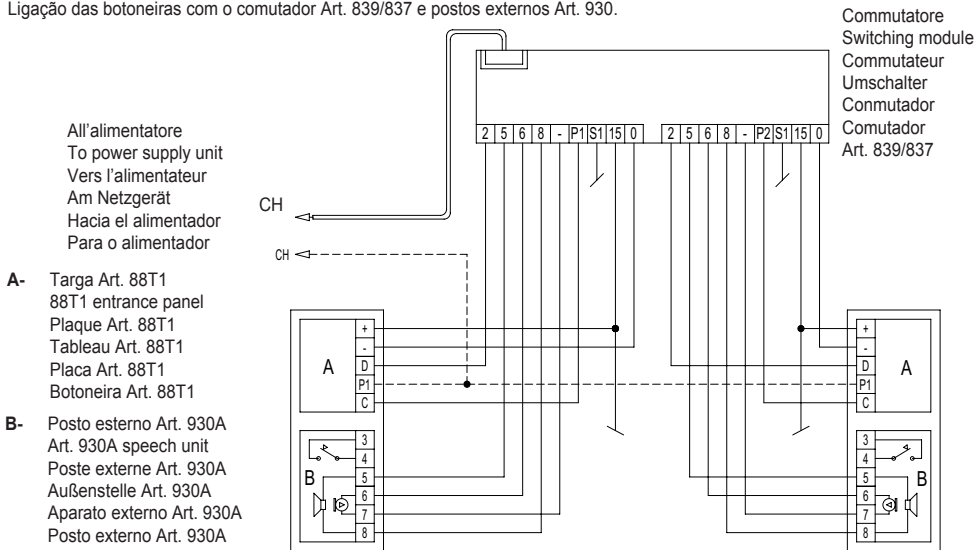 Ligação das botoneiras com o comutador Art. 839/837 e postos externos Art. 930.
Commutatore
Switching module
Commutateur
Umschalter
Conmutador
Comutador
Art. 839/837
2 5 6 8 - P1 S1 15 0
2 5 6 8 - P2 S1 15 0
All'alimentatore
To power supply unit
Vers l'alimentateur
Am Netzgerät
Hacia el alimentador
Para o alimentador
CH
CH
A- Targa Art. 88T1
88T1 entrance panel
Plaque Art. 88T1
Tableau Art. 88T1
Placa Art. 88T1
Botoneira Art. 88T1
B- Posto esterno Art. 930A
Art. 930A speech unit
Poste externe Art. 930A
Außenstelle Art. 930A
Aparato externo Art. 930A
Posto externo Art. 930A
A
+
-
D
P1
C
B
3
4
5
6
7
8
+
-
D
P1
C
A
3
4
5
6
7
8
B